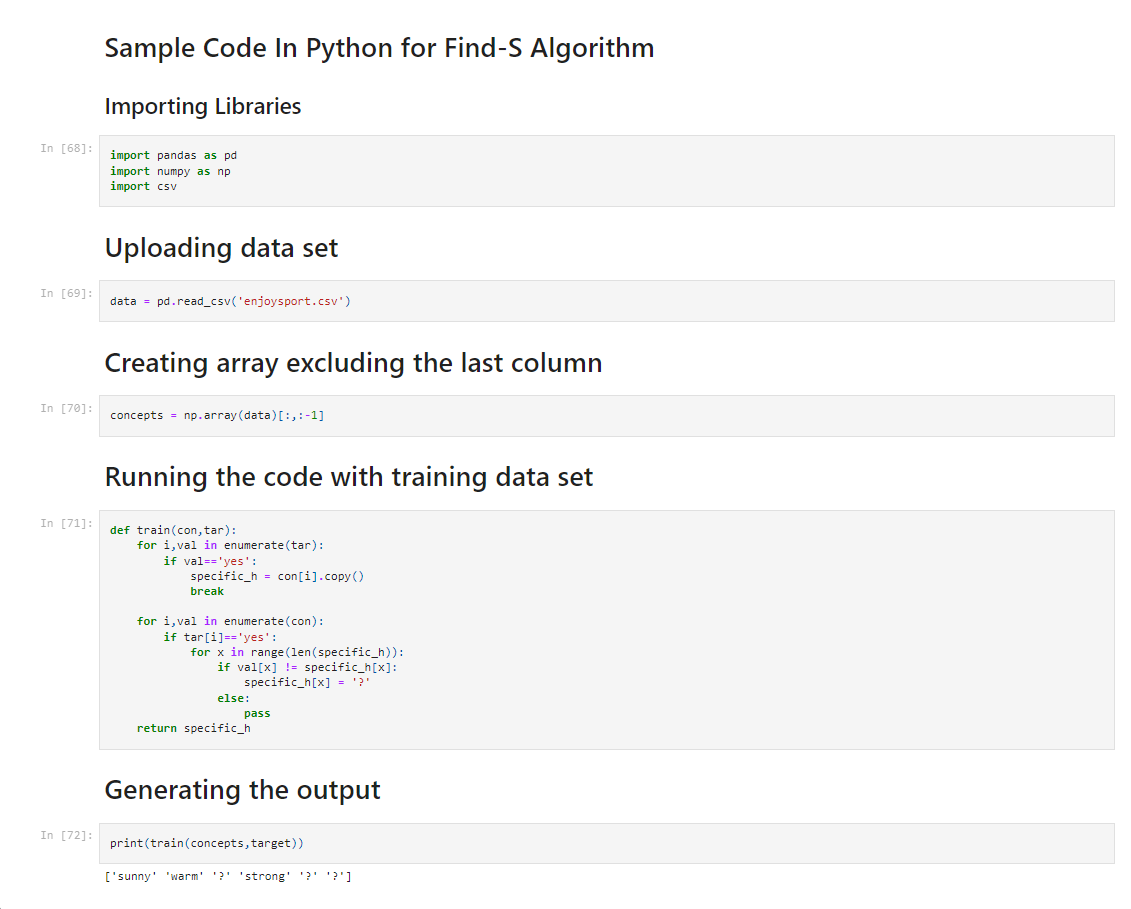 Sample Code In Python for Find-S Algorithm
Importing Libraries
In [68]:
import pandas as pd
import numpy as np
import csv
Uploading data set
In [69]:
data = pd.read_csv('enjoysport.csv')
Creating array excluding the last column
In [70]:
concepts = np.array(data)[:,:-1]
Running the code with training data set
In [71]:
def train(con,tar):
    for i,val in enumerate(tar):
        if val=='yes':
            specific_h = con[i].copy()
            break
    for i,val in enumerate(con):
        if tar[i]=='yes':
            for x in range(len(specific_h)):
                if val[x] != specific_h[x]:
                    specific_h[x] = '?'
                else:
                    pass
    return specific_h
Generating the output
In [72]:
print(train(concepts,target))
['sunny' 'warm' '?' 'strong' '?' '?']